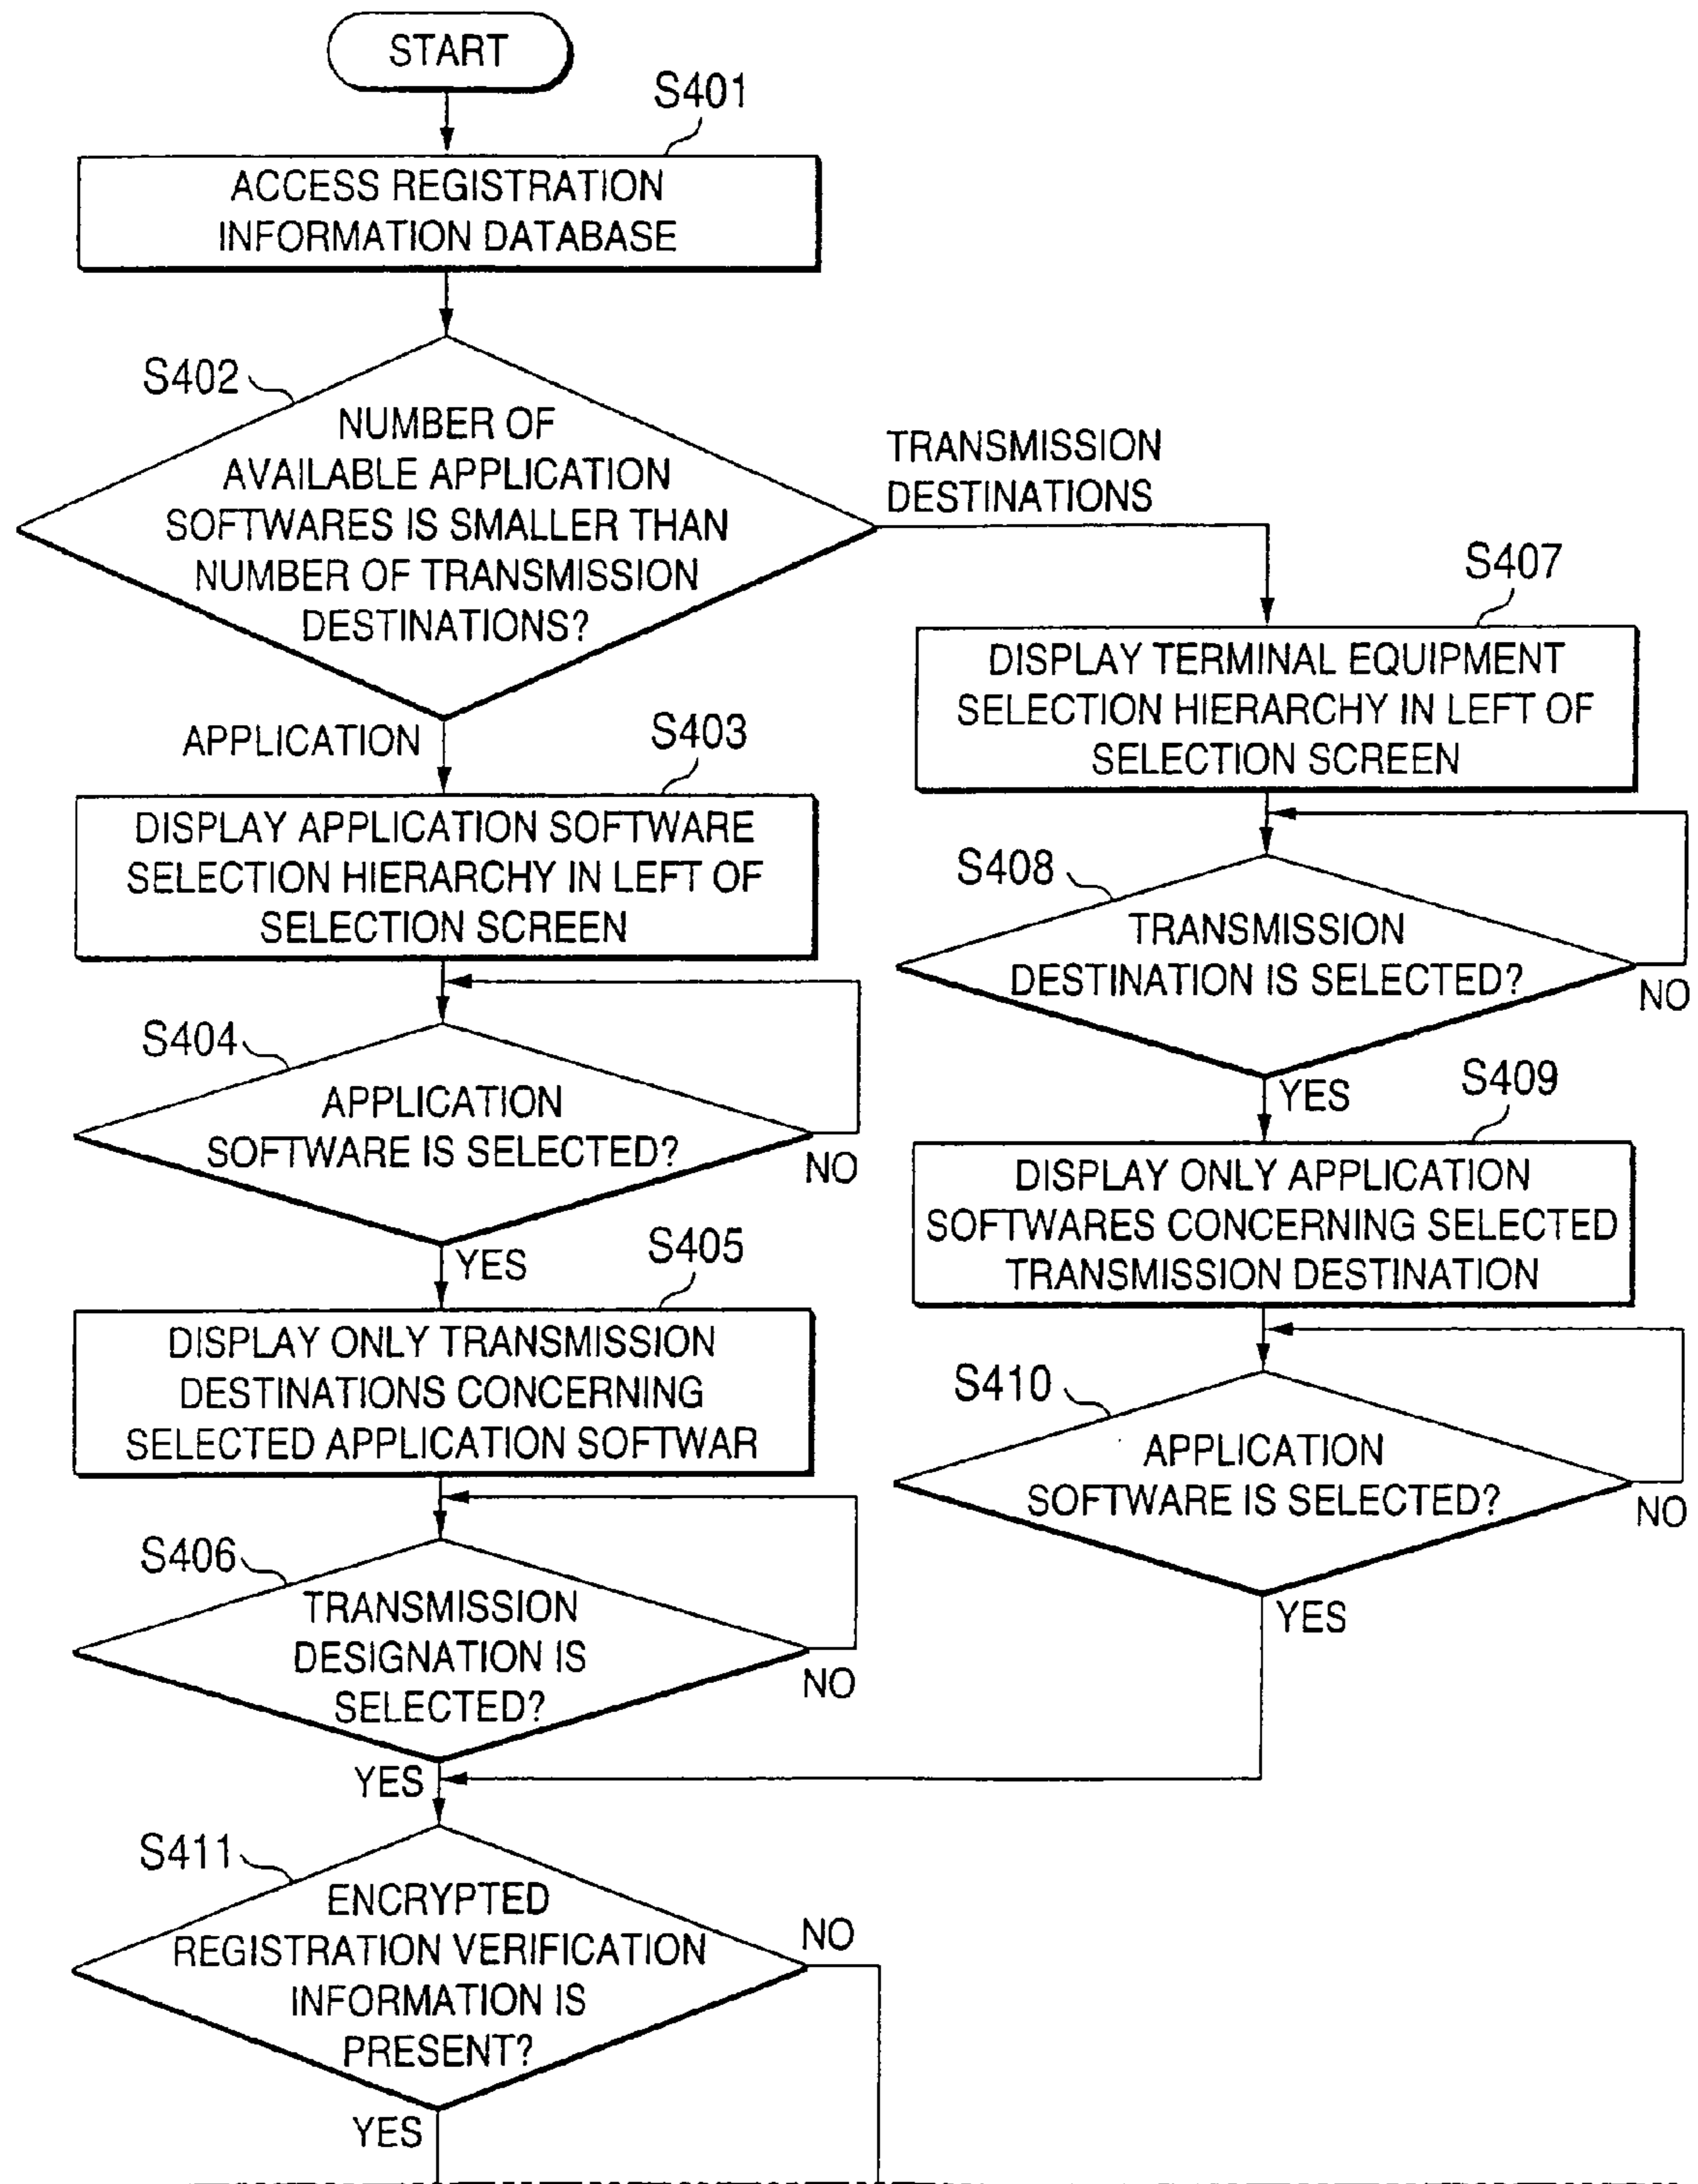 START
S401
ACCESS REGISTRATION
INFORMATION DATABASE
S402
NUMBER OF
AVAILABLE APPLICATION
SOFTWARES IS SMALLER THAN
NUMBER OF TRANSMISSION
DESTINATIONS?
TRANSMISSION
DESTINATIONS
APPLICATION
S403
DISPLAY APPLICATION SOFTWARE
SELECTION HIERARCHY IN LEFT OF
SELECTION SCREEN
S404
APPLICATION
SOFTWARE IS SELECTED?
NO
YES
S405
DISPLAY ONLY TRANSMISSION
DESTINATIONS CONCERNING
SELECTED APPLICATION SOFTWAR
S406
TRANSMISSION
DESIGNATION IS
SELECTED?
NO
YES
S407
DISPLAY TERMINAL EQUIPMENT
SELECTION HIERARCHY IN LEFT OF
SELECTION SCREEN
S408
TRANSMISSION
DESTINATION IS SELECTED?
NO
YES
S409
DISPLAY ONLY APPLICATION
SOFTWARES CONCERNING SELECTED
TRANSMISSION DESTINATION
S410
APPLICATION
SOFTWARE IS SELECTED?
NO
YES
S411
ENCRYPTED
REGISTRATION VERIFICATION
INFORMATION IS
PRESENT?
NO
YES